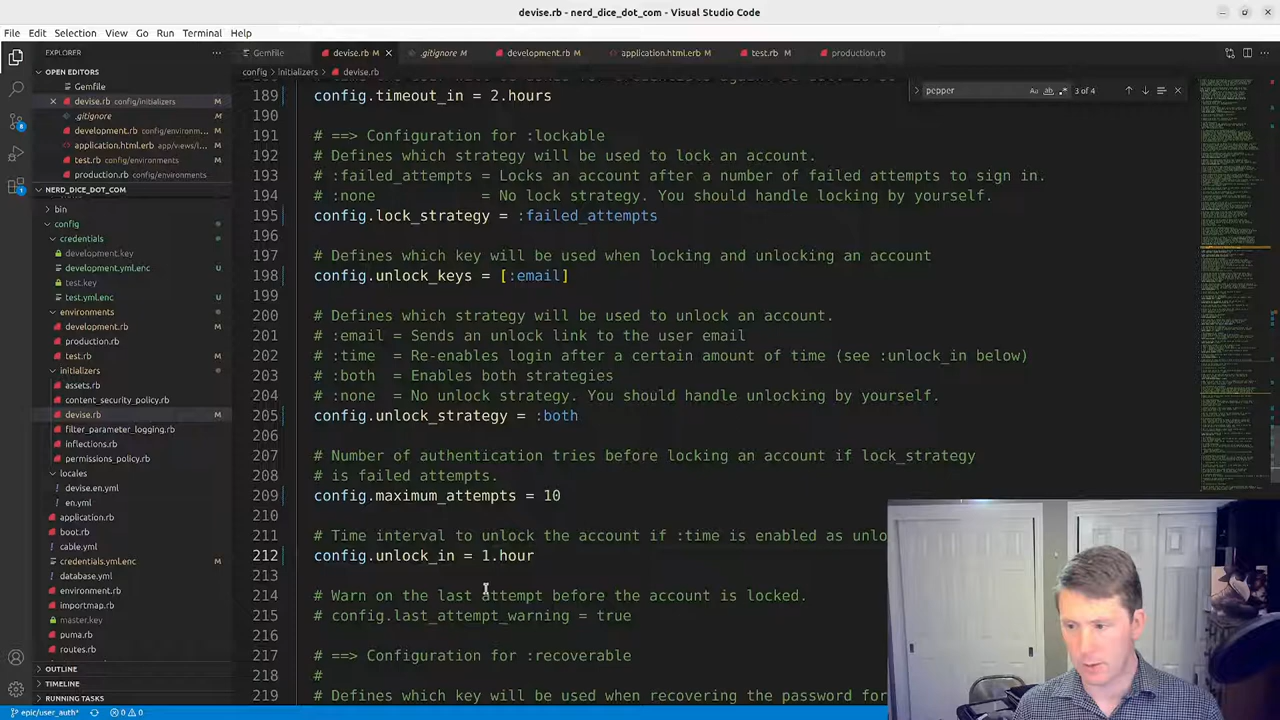 devise.rb - nerd_dice_dot_com - Visual Studio Code
File Edit Selection View Go Run Terminal Help
EXPLORER
Gemfile
devise.rb M
.gitignore
development.rb M
application.html.erb M
test.rb M
production.rb
OPEN EDITORS
config > initializers > devise.rb
Gemfile
devise.rb config/initializers M
.gitignore
development.rb config/environm... M
application.html.erb app/views/l... M
test.rb config/environments M
production.rb config/environments
NERD_DICE_DOT_COM
bin
config
credentials
development.key
development.yml.enc U
test.key
test.yml.enc U
environments
development.rb M
production.rb
test.rb M
initializers
assets.rb
content_security_policy.rb
devise.rb M
filter_parameter_logging.rb
inflections.rb
permissions_policy.rb
locales
devise.en.yml
en.yml
application.rb
boot.rb
cable.yml
credentials.yml.enc M
database.yml
environment.rb
importmap.rb
master.key
puma.rb
routes.rb
OUTLINE
TIMELINE
RUNNING TASKS
epic/user_auth* 0 0
pepper
Aa ab .* 3 of 4
189 config.timeout_in = 2.hours
190
191 # ==> Configuration for :lockable
192 # Defines which strategy will be used to lock an account.
193 # :failed_attempts = Locks an account after a number of failed attempts to sign in.
194 # :none            = No lock strategy. You should handle locking by yourself.
195 config.lock_strategy = :failed_attempts
196
197 # Defines which key will be used when locking and unlocking an account
198 config.unlock_keys = [:email]
199
200 # Defines which strategy will be used to unlock an account.
201 # :email = Sends an unlock link to the user email
202 # :time  = Re-enables login after a certain amount of time (see :unlock_in below)
203 # :both  = Enables both strategies
204 # :none  = No unlock strategy. You should handle unlocking by yourself.
205 config.unlock_strategy = :both
206
207 # Number of authentication tries before locking an account if lock_strategy
208 # is failed attempts.
209 config.maximum_attempts = 10
210
211 # Time interval to unlock the account if :time is enabled as unlo
212 config.unlock_in = 1.hour
213
214 # Warn on the last attempt before the account is locked.
215 # config.last_attempt_warning = true
216
217 # ==> Configuration for :recoverable
218 #
219 # Defines which key will be used when recovering the password for